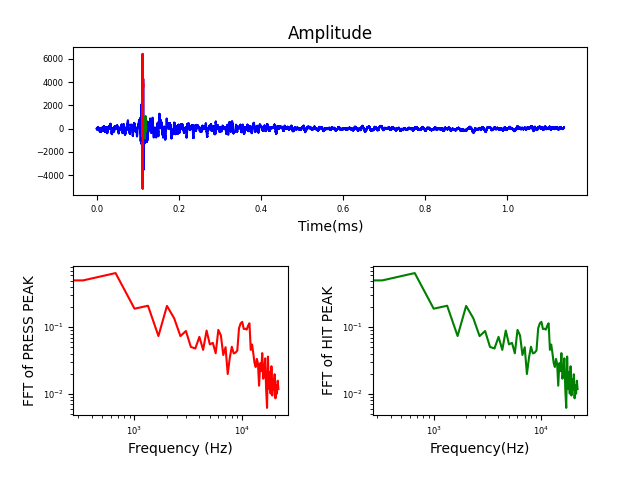 Amplitude
6000
4000
2000
0
−2000
−4000
0.0 0.2 0.4 0.6 0.8 1.0
Time(ms)
FFT of PRESS PEAK
10⁻¹
10⁻²
10³ 10⁴
Frequency (Hz)
FFT of HIT PEAK
10⁻¹
10⁻²
10³ 10⁴
Frequency(Hz)